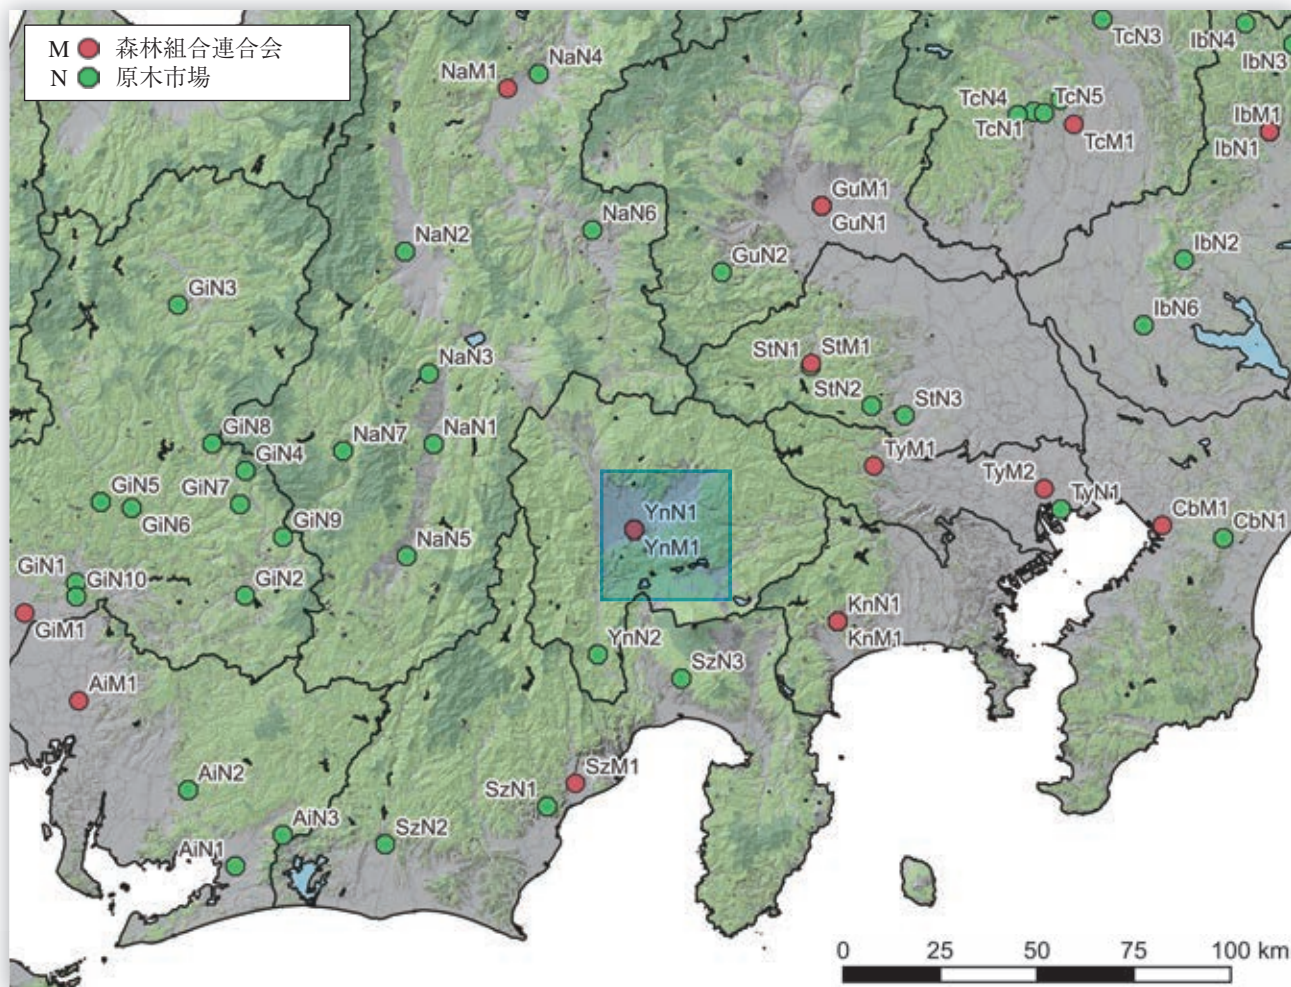 M 森林組合連合会
N 原木市場
TcN3
IbN4
IbN3
NaM1
NaN4
TcN4
TcN5
TcN1
TcM1
IbM1
IbN1
GuM1
GuN1
NaN6
NaN2
GuN2
IbN2
GiN3
IbN6
NaN3
StN1
StM1
StN2
StN3
GiN8
NaN7
NaN1
GiN4
TyM1
GiN5
GiN7
TyM2
TyN1
GiN6
GiN9
YnN1
CbM1
CbN1
NaN5
YnM1
GiN1
GiN10
GiN2
KnN1
GiM1
KnM1
YnN2
SzN3
AiM1
AiN2
SzM1
SzN1
AiN3
SzN2
AiN1
0 25 50 75 100 km